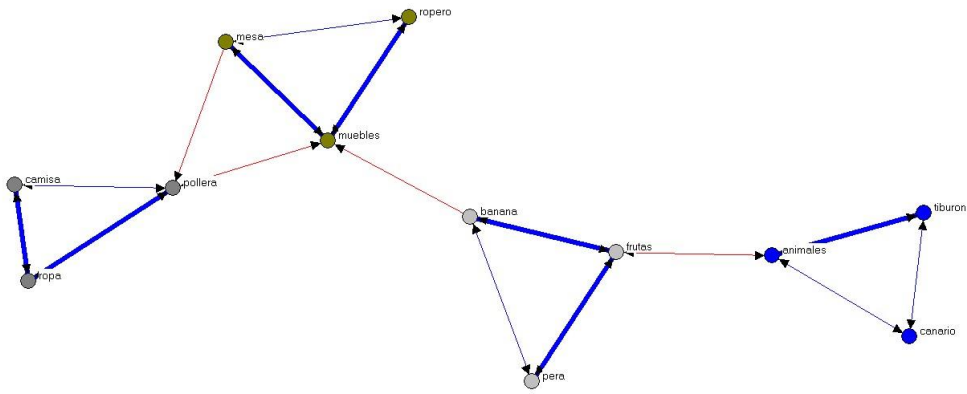 ropero
mesa
muebles
camisa
pollera
ropa
banana
tiburon
frutas
animales
canario
pera